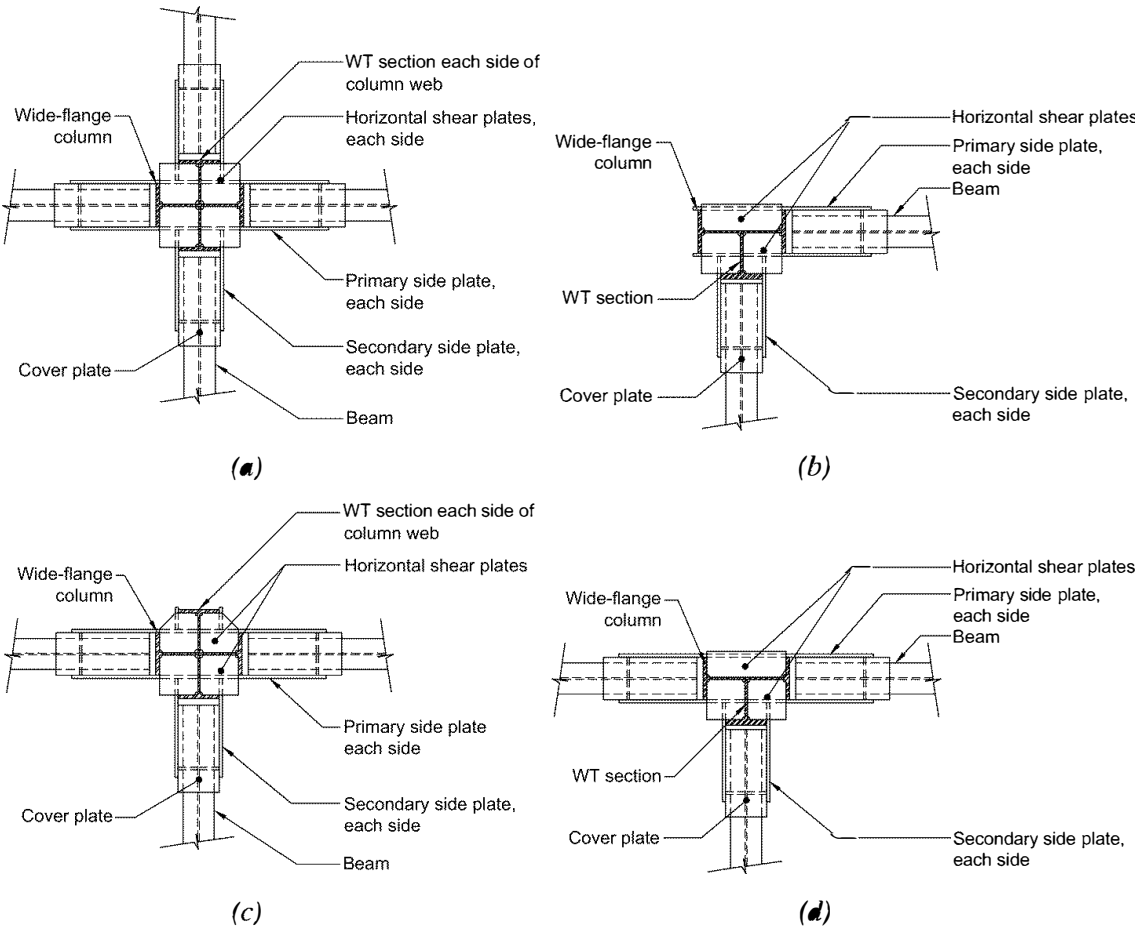 WT section each side of
column web
Wide-flange
column
Horizontal shear plates,
each side
Primary side plate,
each side
Secondary side plate,
each side
Cover plate
Beam
(a)
Horizontal shear plates
Wide-flange
column
Primary side plate,
each side
Beam
WT section
Cover plate
Secondary side plate,
each side
(b)
WT section each side of
column web
Horizontal shear plates
Wide-flange
column
Primary side plate
each side
Secondary side plate,
each side
Cover plate
Beam
(c)
Horizontal shear plates
Wide-flange
column
Primary side plate,
each side
Beam
WT section
Cover plate
Secondary side plate,
each side
(d)